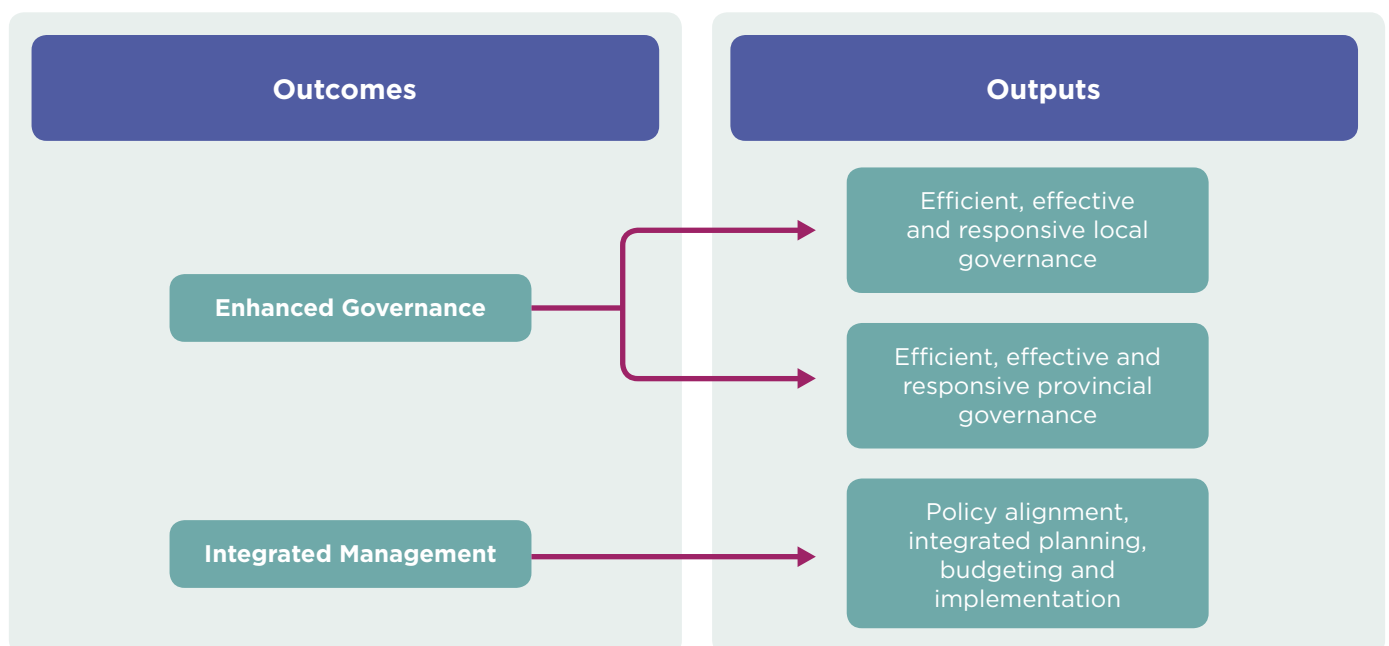 Outcomes
Outputs
Enhanced Governance
Efficient, effective
and responsive local
governance
Efficient, effective and
responsive provincial
governance
Integrated Management
Policy alignment,
integrated planning,
budgeting and
implementation